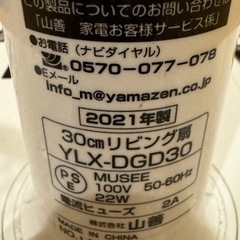 この製品についてのお問い合わせは
「山善 家電お客様サービス係」
●電話(ナビダイヤル)
0570-077-078
●Eメール
info_m@yamazen.co.jp
2021年製
30cmリビング扇
YLX-DGD30
PSE
MUSEE
100V 50-60Hz
22W
電流ヒューズ 2A
株式会社 山善
MADE IN CHINA